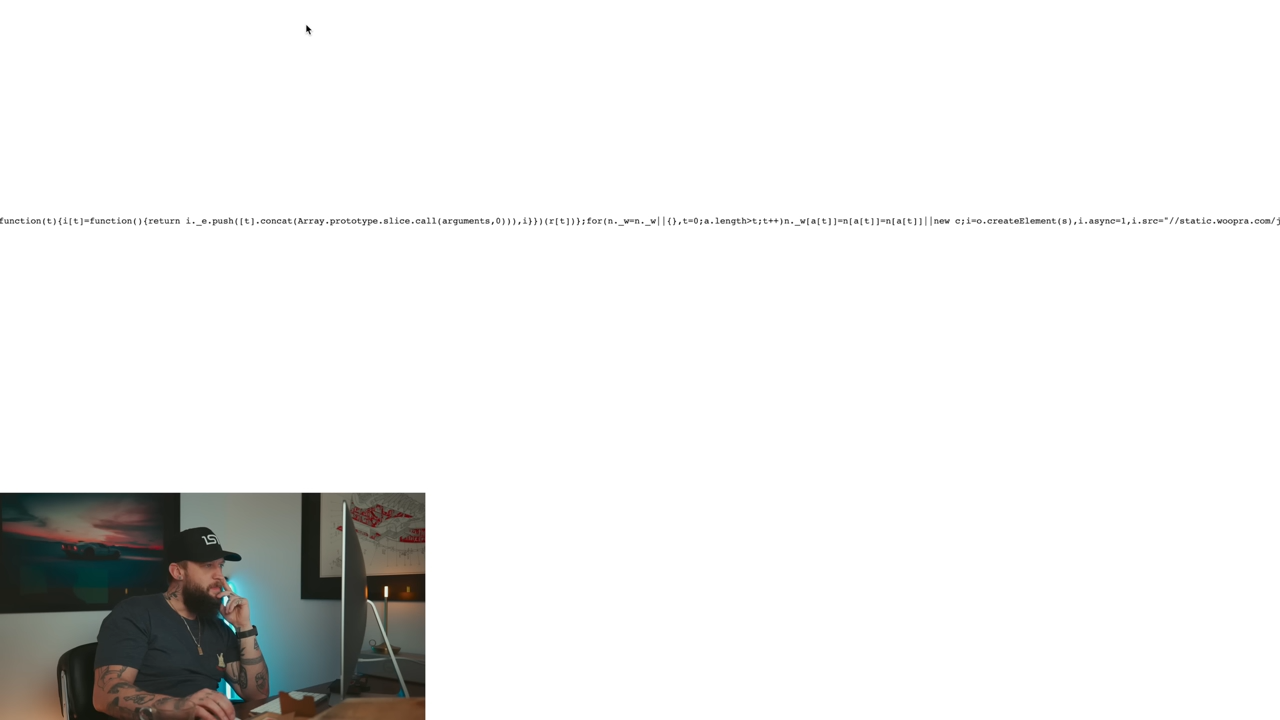 function(t){i[t]=function(){return i._e.push([t].concat(Array.prototype.slice.call(arguments,0))),i}})(r[t])};for(n._w=n._w||{},t=0;a.length>t;t++)n._w[a[t]]=n[a[t]]=n[a[t]]||new c;i=o.createElement(s),i.async=1,i.src="//static.woopra.com/j